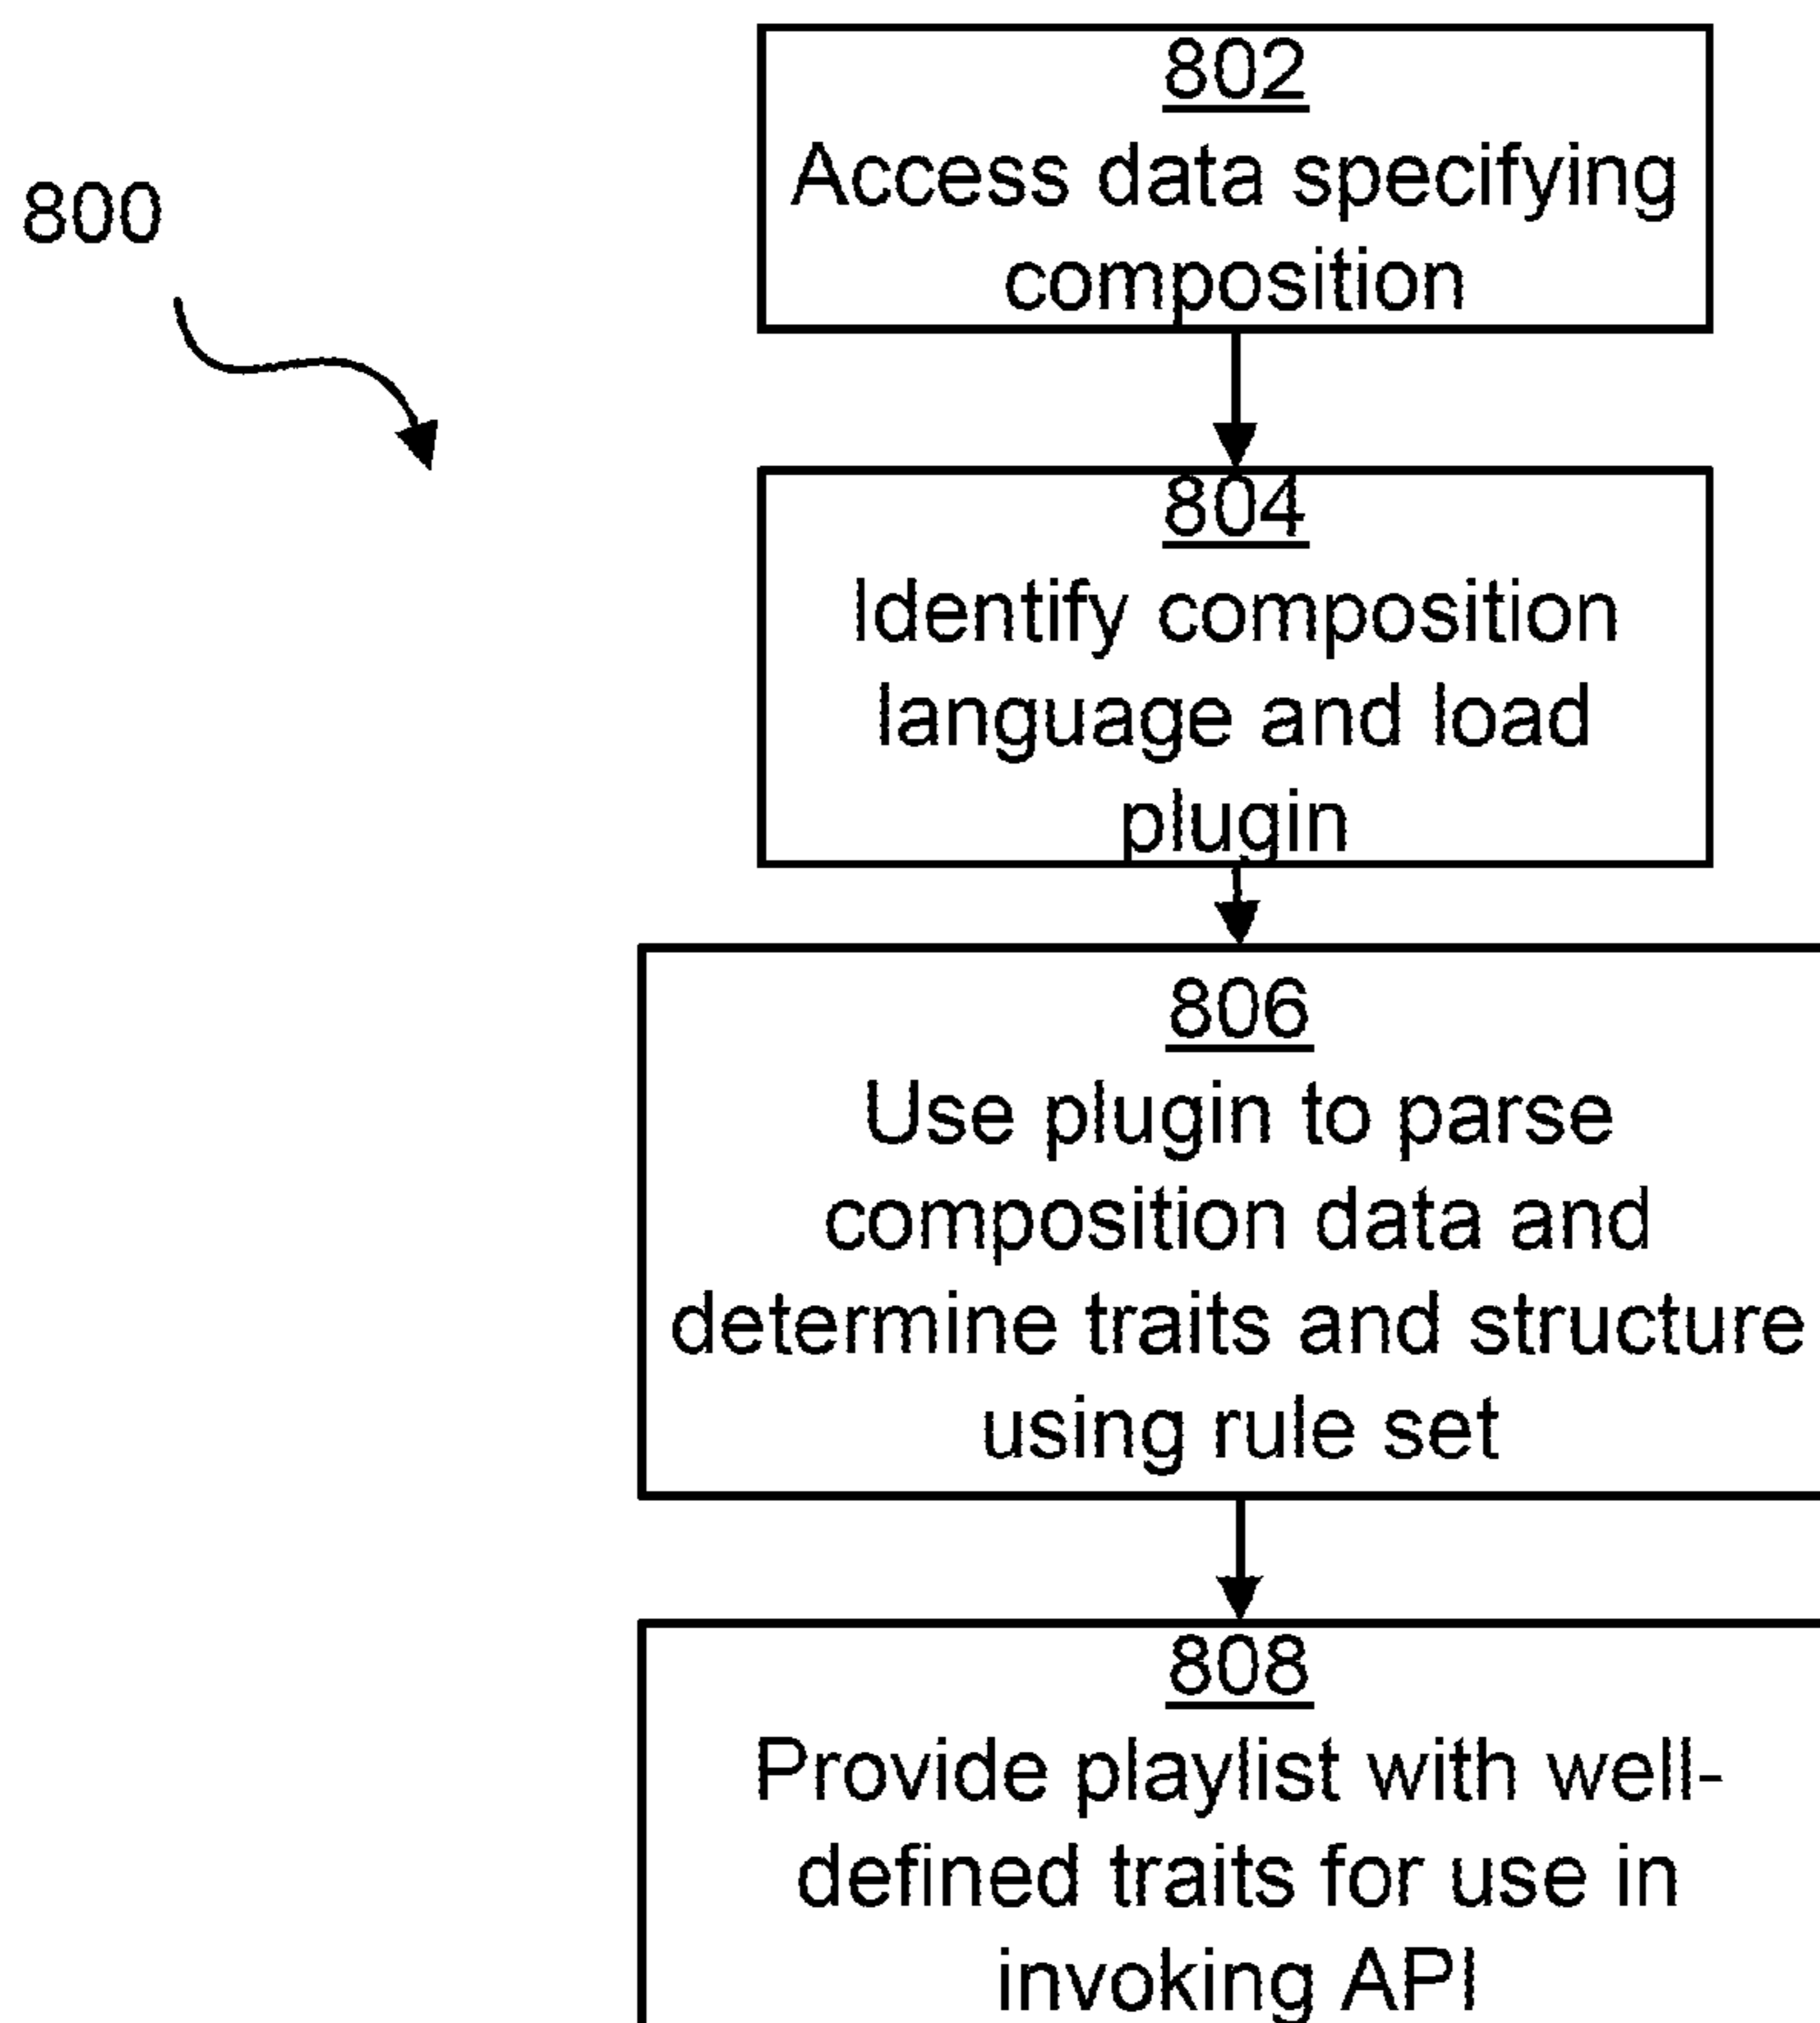 802
Access data specifying
composition
800
804
Identify composition
language and load
plugin
806
Use plugin to parse
composition data and
determine traits and structure
using rule set
808
Provide playlist with well-
defined traits for use in
invoking API